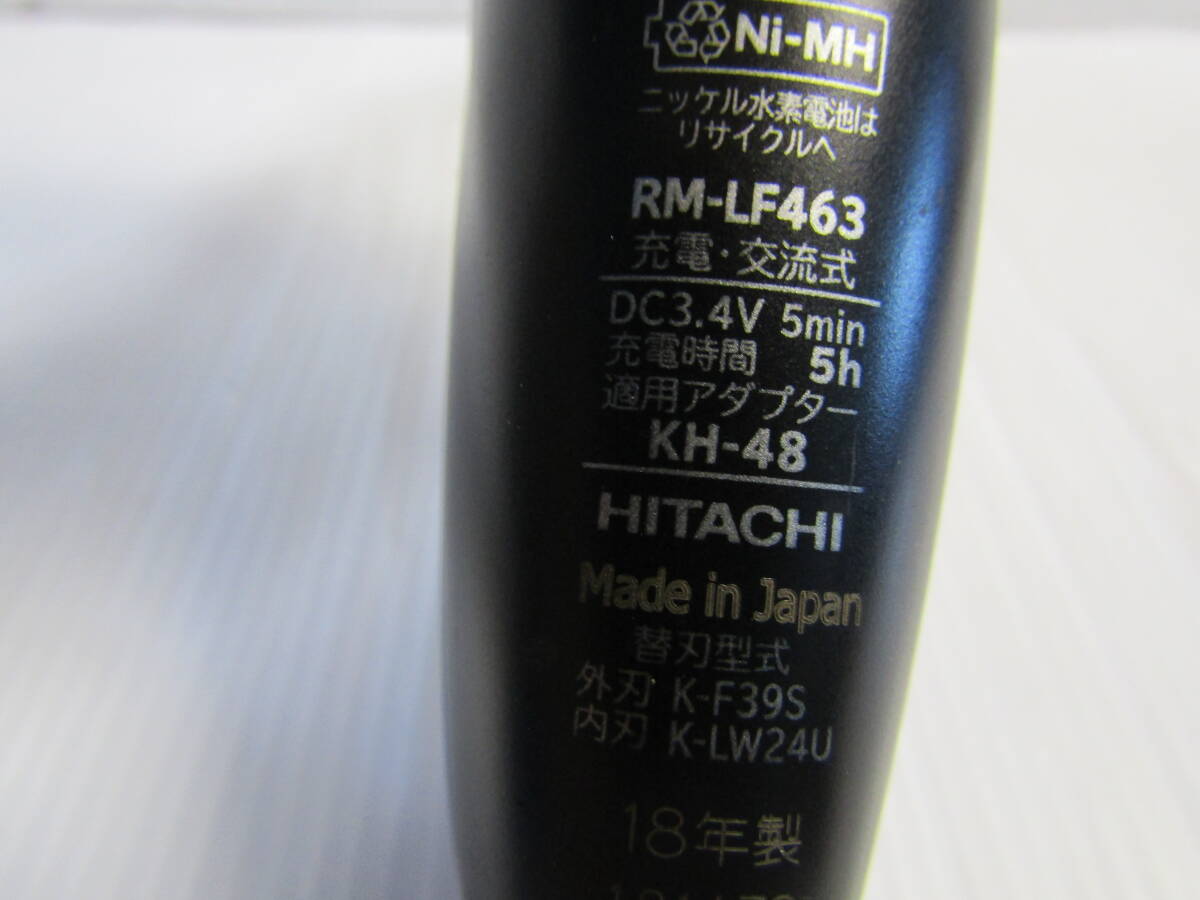 Ni-MH
ニッケル水素電池は
リサイクルへ
RM-LF463
充電・交流式
DC3.4V 5min
充電時間 5h
適用アダプター
KH-48
HITACHI
Made in Japan
替刃型式
外刃 K-F39S
内刃 K-LW24U
18年製